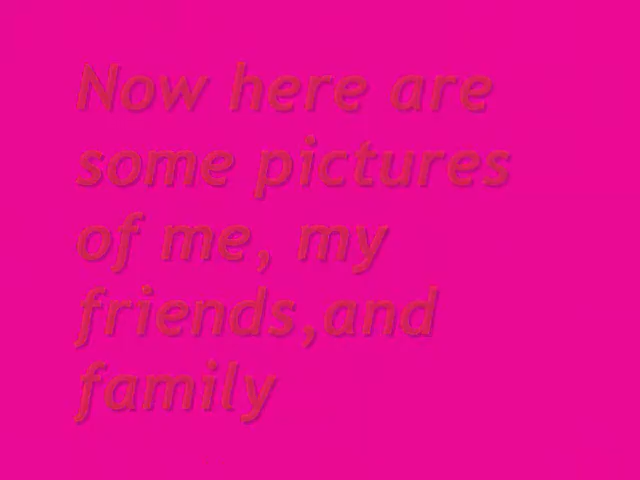 Now here are
some pictures
of me, my
friends,and
family